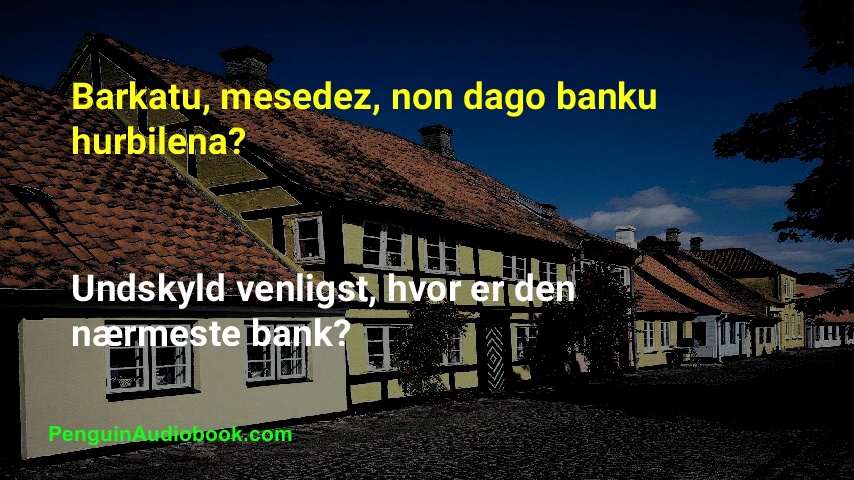 Barkatu, mesedez, non dago banku
hurbilena?
Undskyld venligst, hvor er den
nærmeste bank?
PenguinAudiobook.com